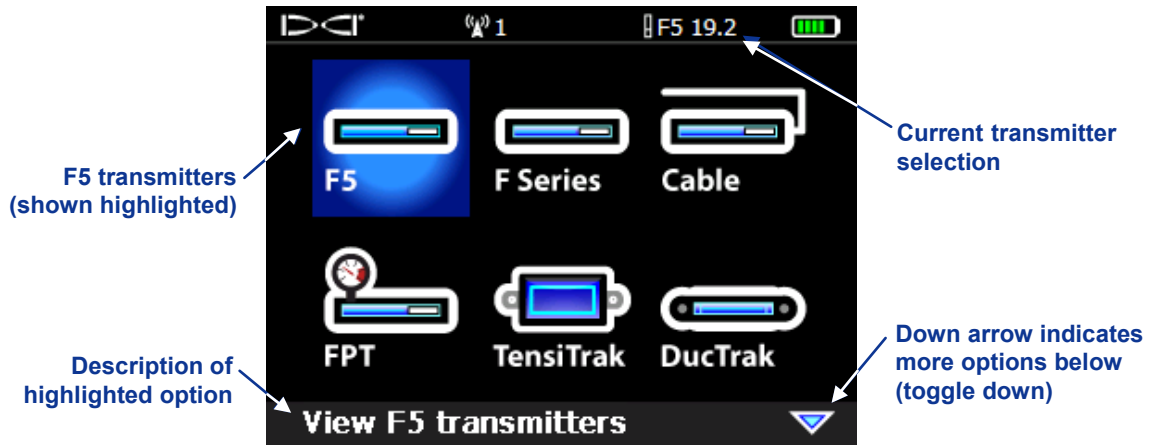 DCI
1
F5 19.2
F5 transmitters
(shown highlighted)
Current transmitter
selection
F5
F Series
Cable
FPT
TensiTrak
DucTrak
Description of
highlighted option
Down arrow indicates
more options below
(toggle down)
View F5 transmitters